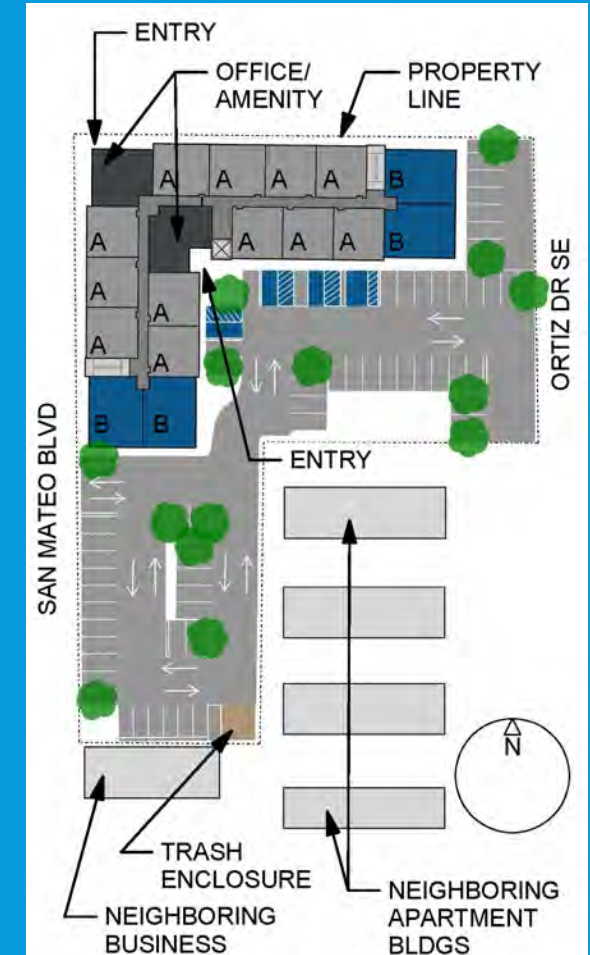 ENTRY
OFFICE/
AMENITY
PROPERTY
LINE
A
A
A
A
B
A
A
A
A
B
A
A
A
A
B
B
ENTRY
SAN MATEO BLVD
ORTIZ DR SE
N
TRASH
ENCLOSURE
NEIGHBORING
BUSINESS
NEIGHBORING
APARTMENT
BLDGS